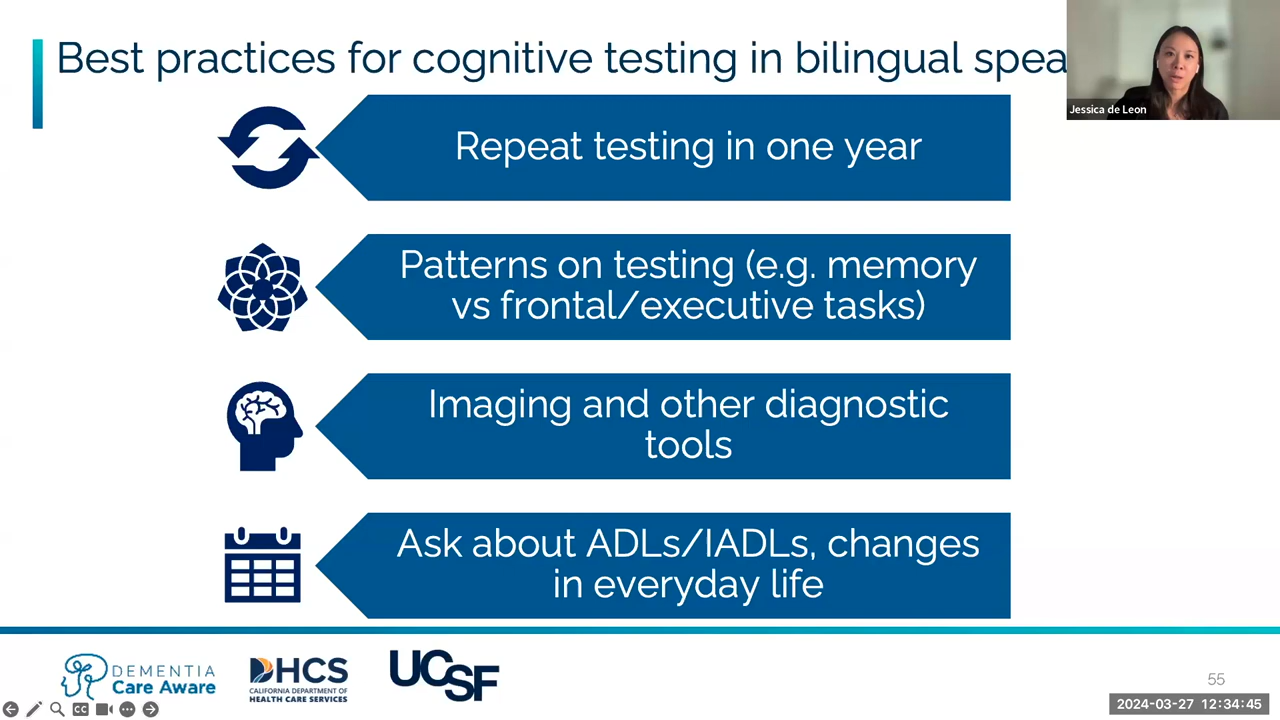 Best practices for cognitive testing in bilingual spea
Jessica de Leon
Repeat testing in one year
Patterns on testing (e.g. memory
vs frontal/executive tasks)
Imaging and other diagnostic
tools
Ask about ADLs/IADLs, changes
in everyday life
DEMENTIA
Care Aware
DHCS
CALIFORNIA DEPARTMENT OF
HEALTH CARE SERVICES
UCSF
55
CC
2024-03-27 12:34:45